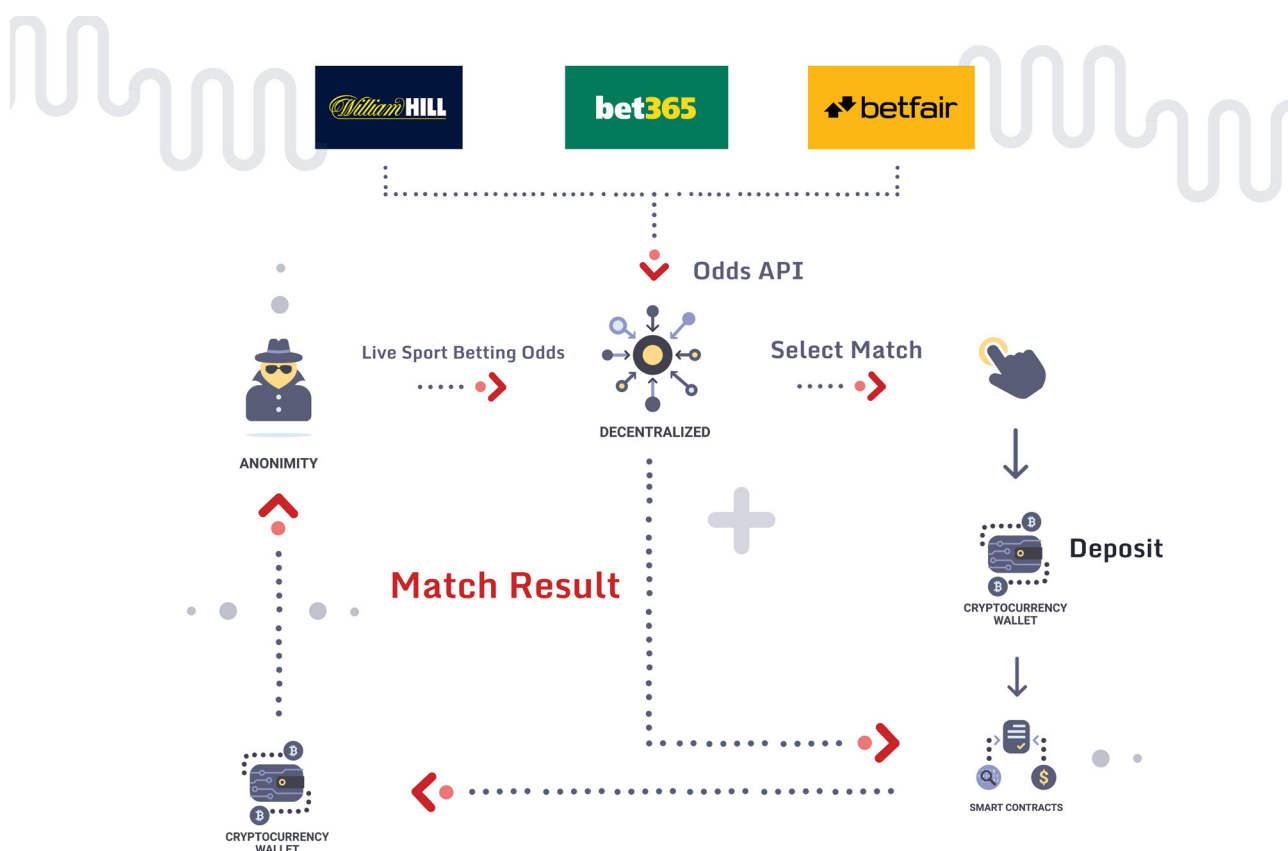 William HILL
bet365
betfair
Odds API
Live Sport Betting Odds
Select Match
DECENTRALIZED
ANONIMITY
Deposit
Match Result
CRYPTOCURRENCY
WALLET
SMART CONTRACTS
CRYPTOCURRENCY
WALLET